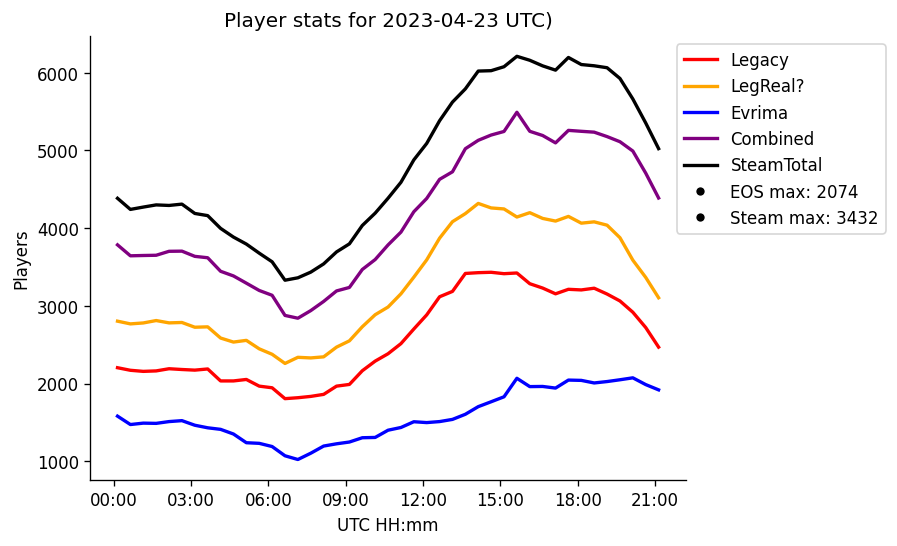 Player stats for 2023-04-23 UTC)
Legacy
LegReal?
Evrima
Combined
SteamTotal
EOS max: 2074
Steam max: 3432
Players
6000
5000
4000
3000
2000
1000
00:00 03:00 06:00 09:00 12:00 15:00 18:00 21:00
UTC HH:mm